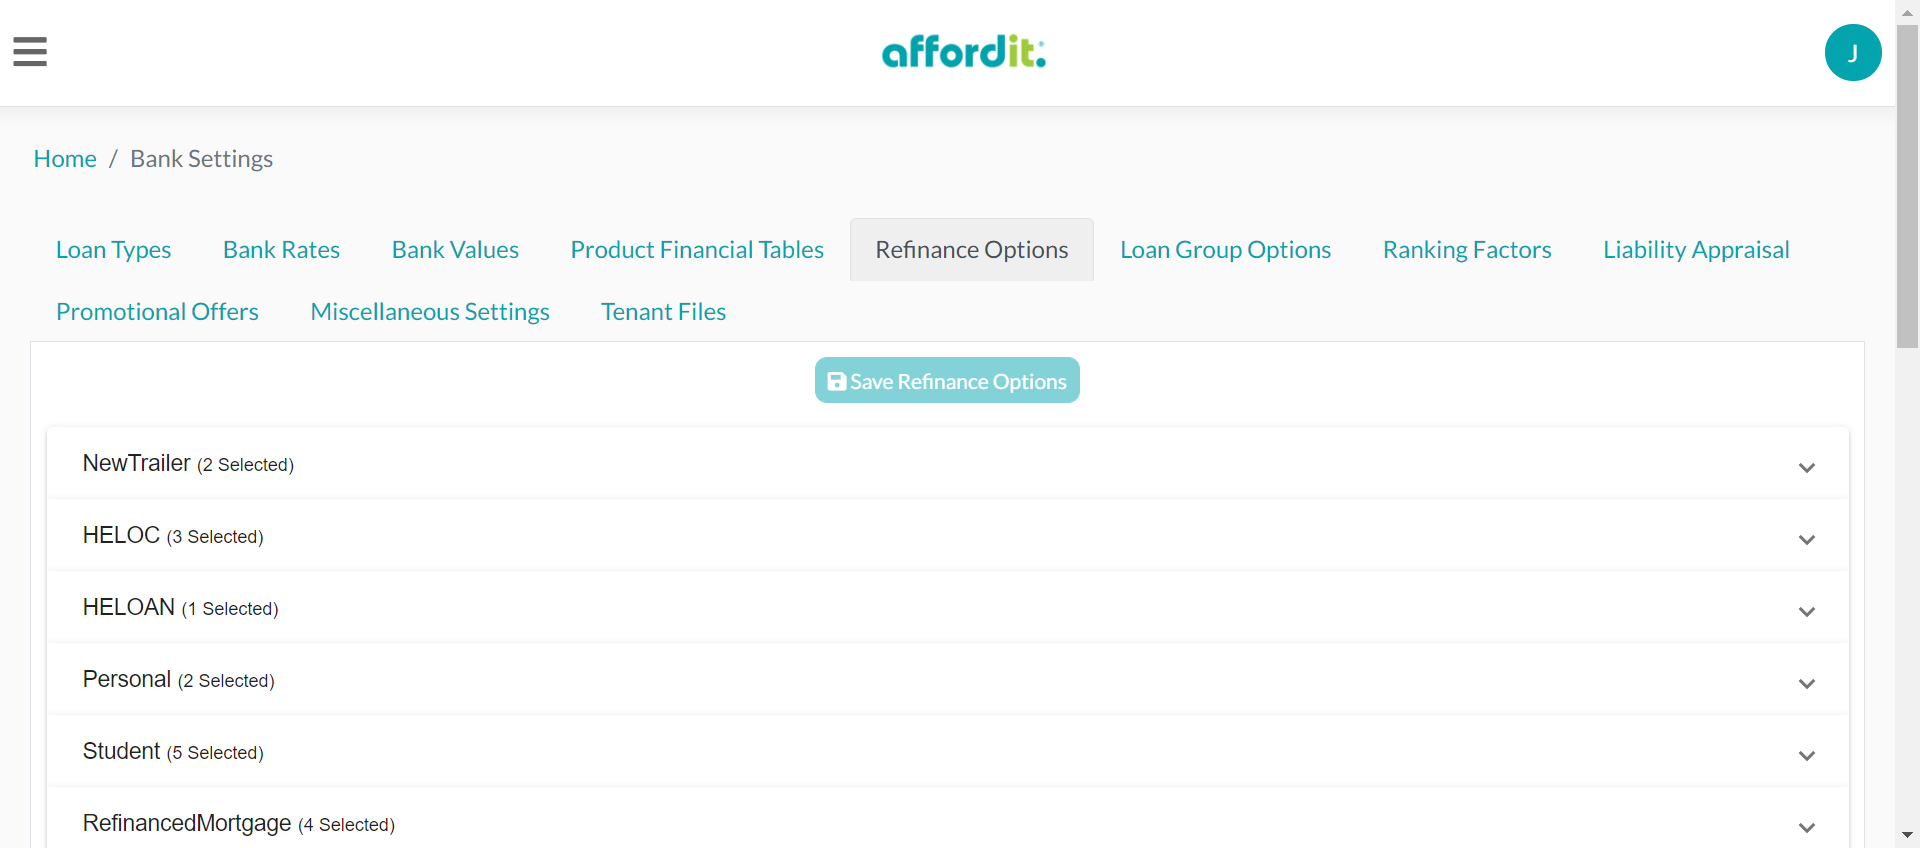 affordit.
J
Home / Bank Settings
Loan Types Bank Rates Bank Values Product Financial Tables Refinance Options Loan Group Options Ranking Factors Liability Appraisal
Promotional Offers Miscellaneous Settings Tenant Files
Save Refinance Options
NewTrailer (2 Selected)
HELOC (3 Selected)
HELOAN (1 Selected)
Personal (2 Selected)
Student (5 Selected)
RefinancedMortgage (4 Selected)